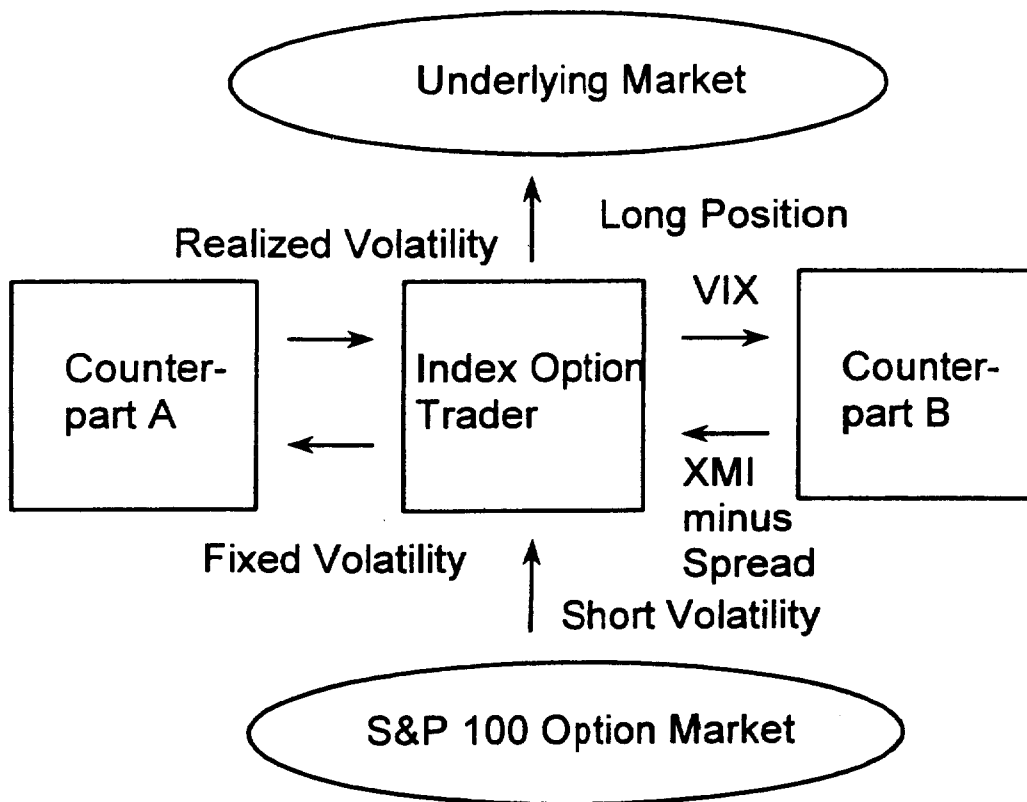 Underlying Market
Long Position
Realized Volatility
VIX
Counter-
part A
Index Option
Trader
Counter-
part B
XMI
minus
Spread
Fixed Volatility
Short Volatility
S&P 100 Option Market